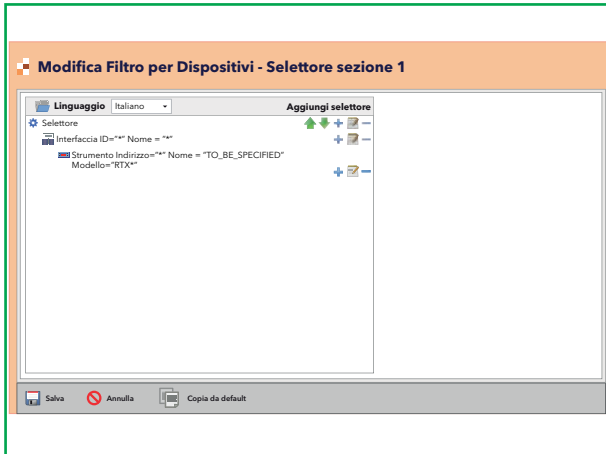 Modifica Filtro per Dispositivi - Selettore sezione 1
Linguaggio Italiano Aggiungi selettore
Selettore
Interfaccia ID="*" Nome = "*"
Strumento Indirizzo="*" Nome = "TO_BE_SPECIFIED"
Modello="RTX*"
Salva Annulla Copia da default